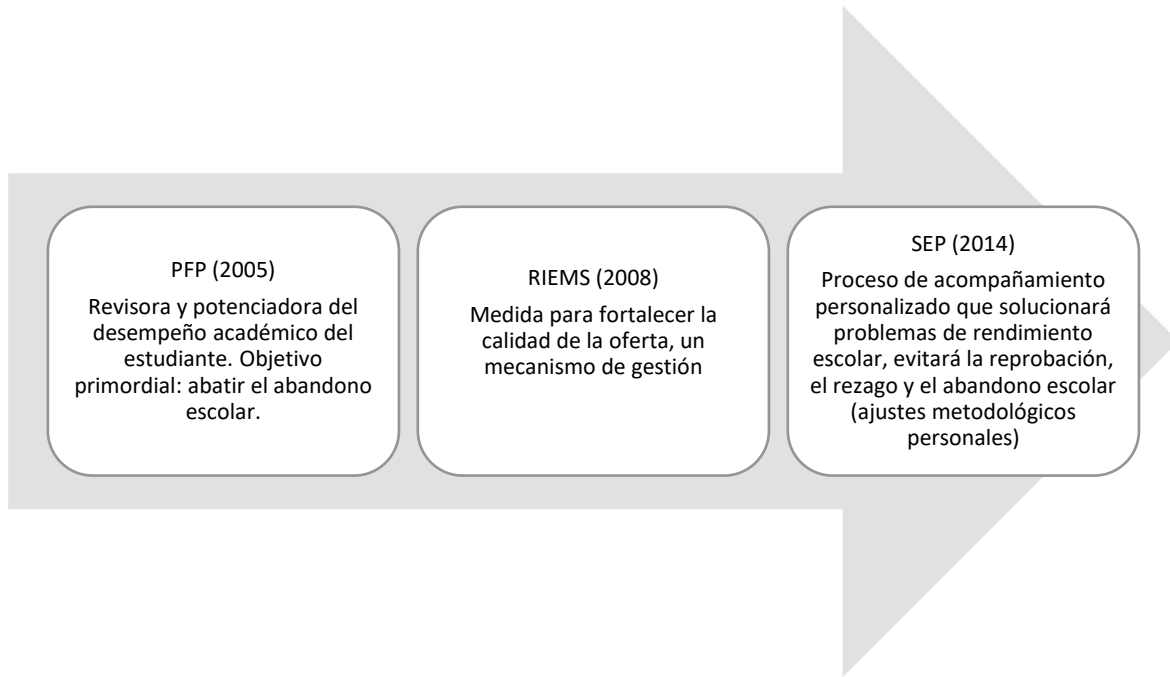 PFP (2005)
Revisora y potenciadora del
desempeño académico del
estudiante. Objetivo
primordial: abatir el abandono
escolar.
RIEMS (2008)
Medida para fortalecer la
calidad de la oferta, un
mecanismo de gestión
SEP (2014)
Proceso de acompañamiento
personalizado que solucionará
problemas de rendimiento
escolar, evitará la reprobación,
el rezago y el abandono escolar
(ajustes metodológicos
personales)